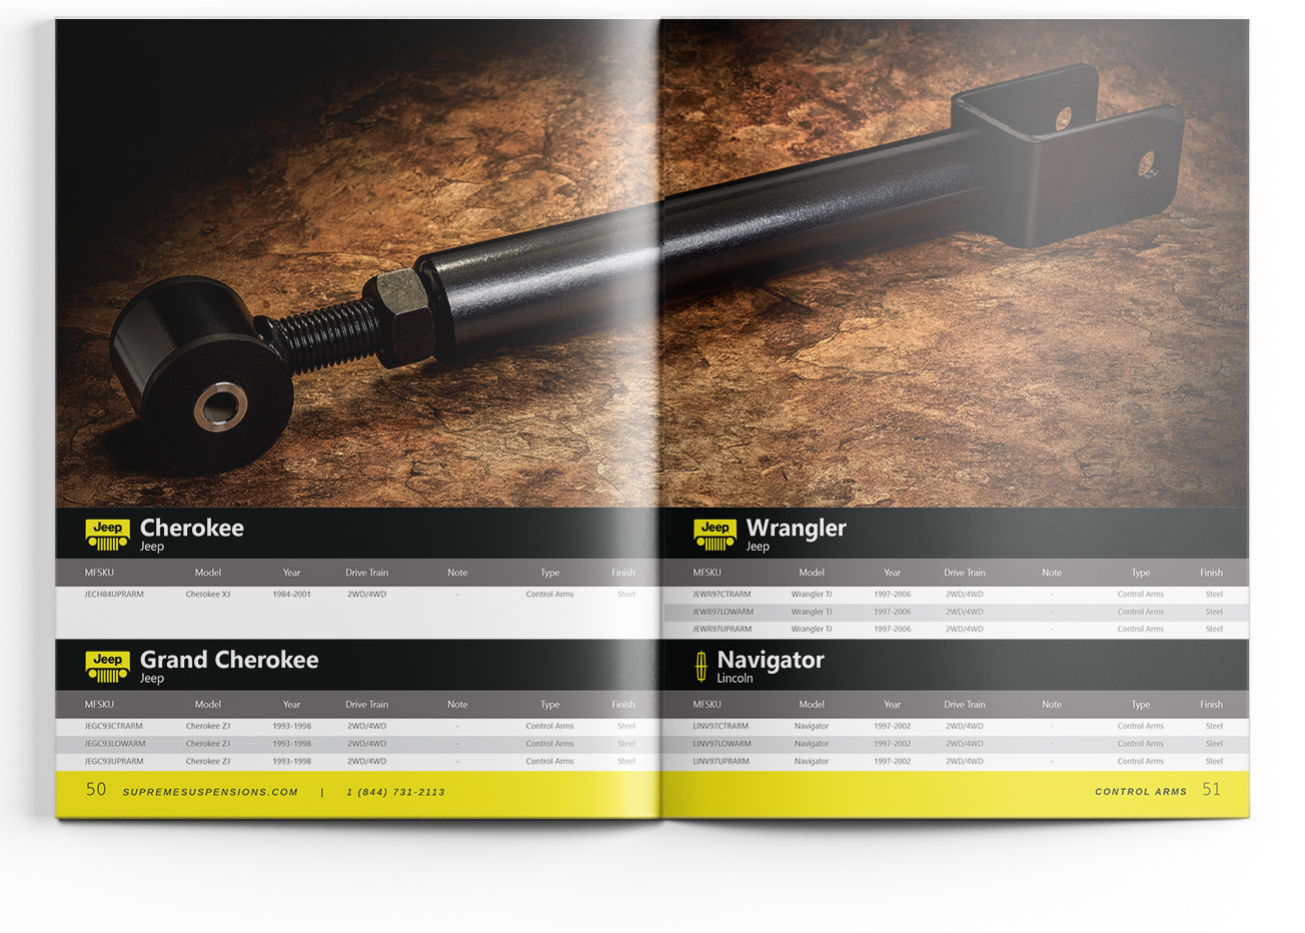 Jeep
Cherokee
Jeep
MFSKU Model Year Drive Train Note Type Finish
JECH84UPRARM Cherokee XJ 1984-2001 2WD/4WD - Control Arms Steel
Jeep
Grand Cherokee
Jeep
MFSKU Model Year Drive Train Note Type Finish
JEGC93CTRARM Cherokee ZJ 1993-1998 2WD/4WD - Control Arms Steel
JEGC93LOWARM Cherokee ZJ 1993-1998 2WD/4WD - Control Arms Steel
JEGC93UPRARM Cherokee ZJ 1993-1998 2WD/4WD - Control Arms Steel
50 SUPREMESUSPENSIONS.COM | 1 (844) 731-2113
Jeep
Wrangler
Jeep
MFSKU Model Year Drive Train Note Type Finish
JEWR97CTRARM Wrangler TJ 1997-2006 2WD/4WD - Control Arms Steel
JEWR97LOWARM Wrangler TJ 1997-2006 2WD/4WD - Control Arms Steel
JEWR97UPRARM Wrangler TJ 1997-2006 2WD/4WD - Control Arms Steel
Navigator
Lincoln
MFSKU Model Year Drive Train Note Type Finish
LINV97CTRARM Navigator 1997-2002 2WD/4WD - Control Arms Steel
LINV97LOWARM Navigator 1997-2002 2WD/4WD - Control Arms Steel
LINV97UPRARM Navigator 1997-2002 2WD/4WD - Control Arms Steel
CONTROL ARMS 51